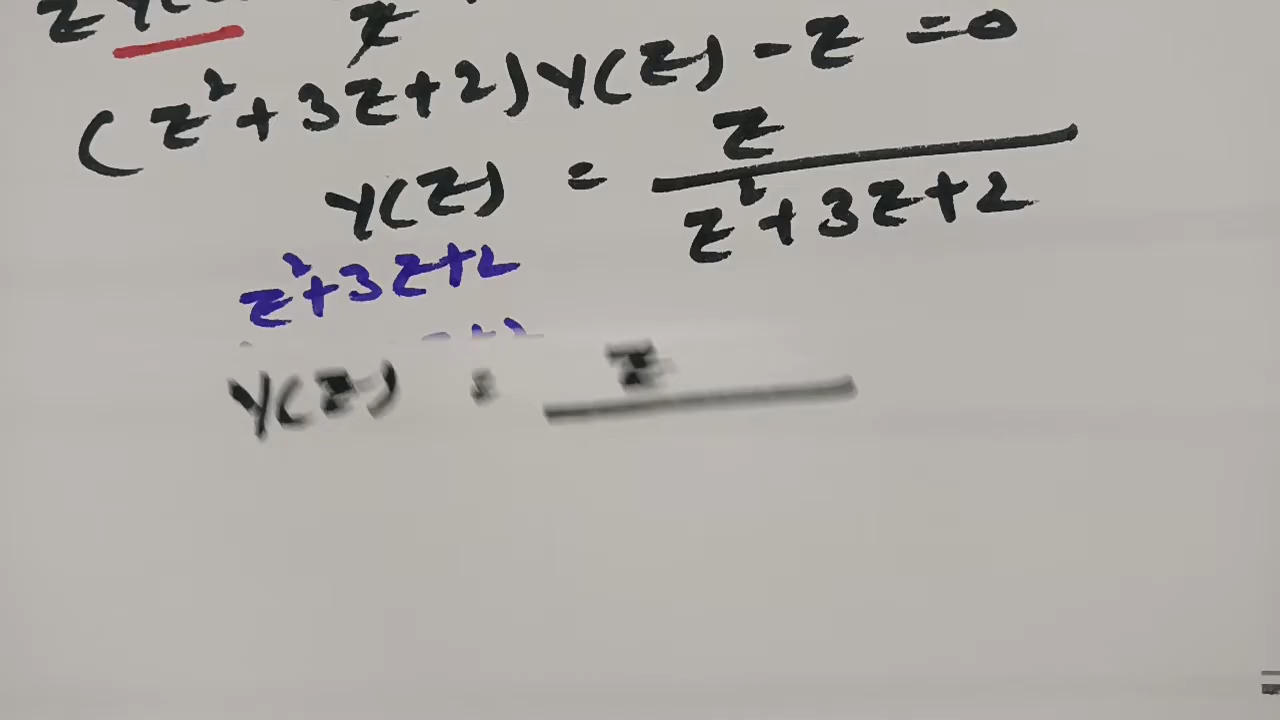 (z²+3z+2)Y(z)-z=0
Y(z) = z / z²+3z+2
z²+3z+2
Y(z) = z